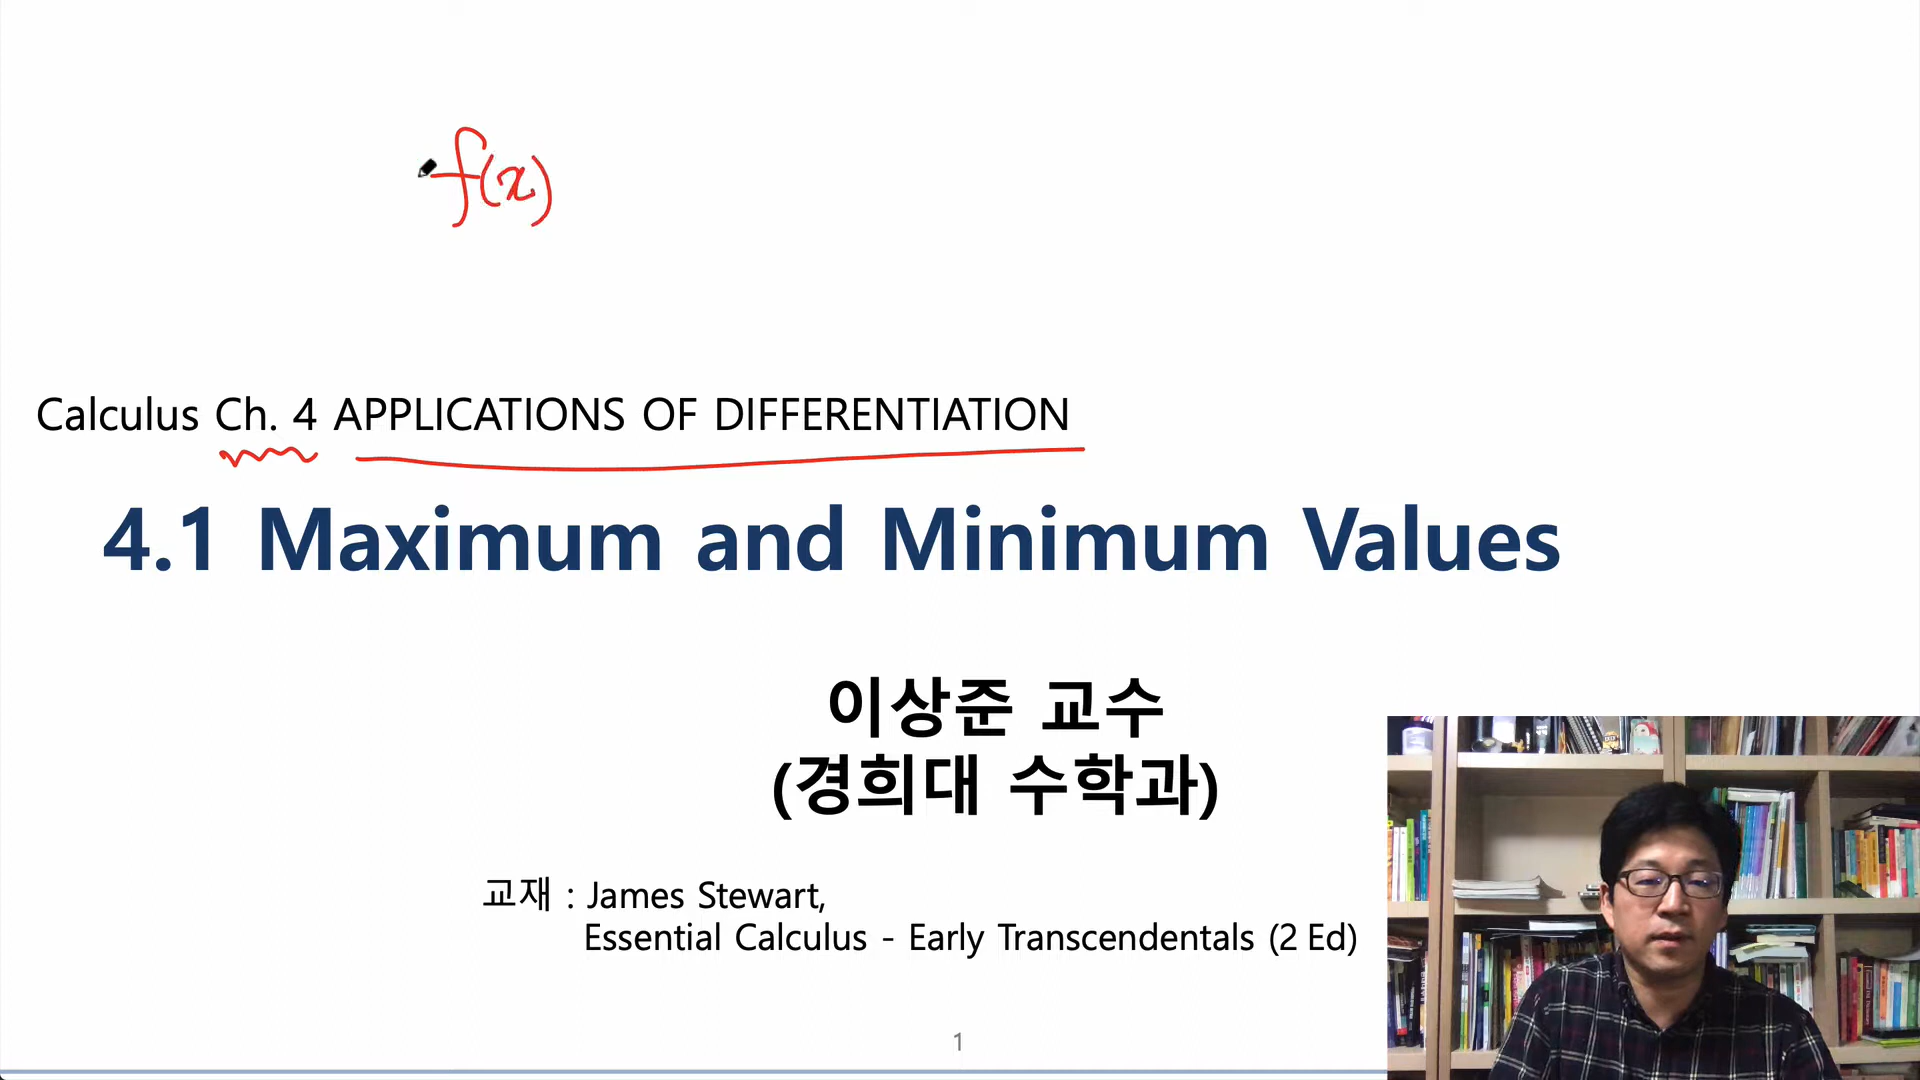 f(x)
Calculus Ch. 4 APPLICATIONS OF DIFFERENTIATION
4.1 Maximum and Minimum Values
이상준 교수
(경희대 수학과)
교재 : James Stewart,
Essential Calculus - Early Transcendentals (2 Ed)
1